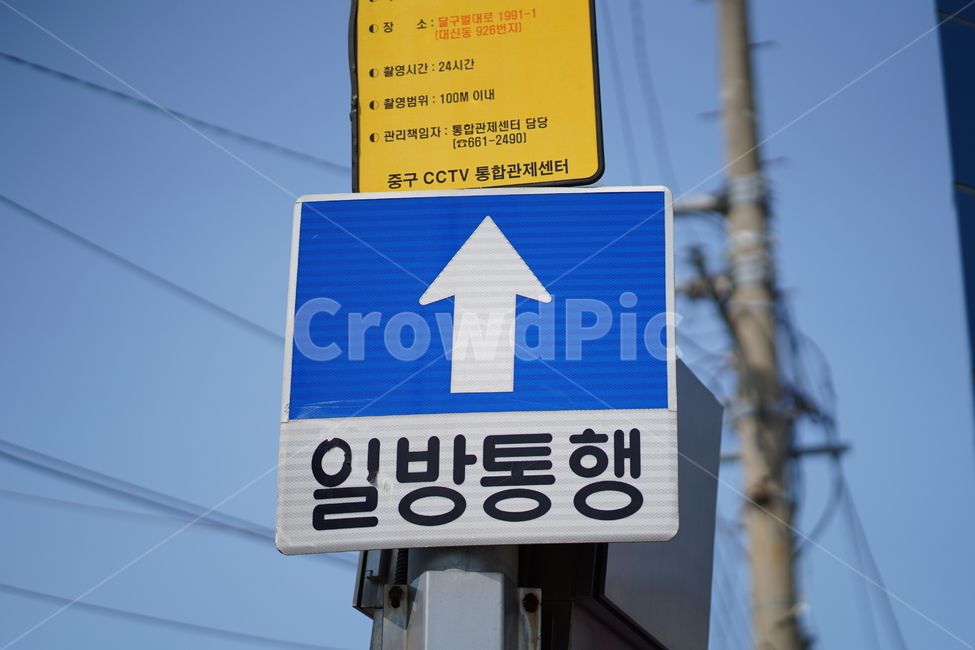 장 소 : 달구벌대로 1991-1
[대신동 926번지]
촬영시간 : 24시간
촬영범위 : 100M 이내
관리책임자 : 통합관제센터 담당
[☎661-2490]
중구 CCTV 통합관제센터
CrowdPic
일방통행